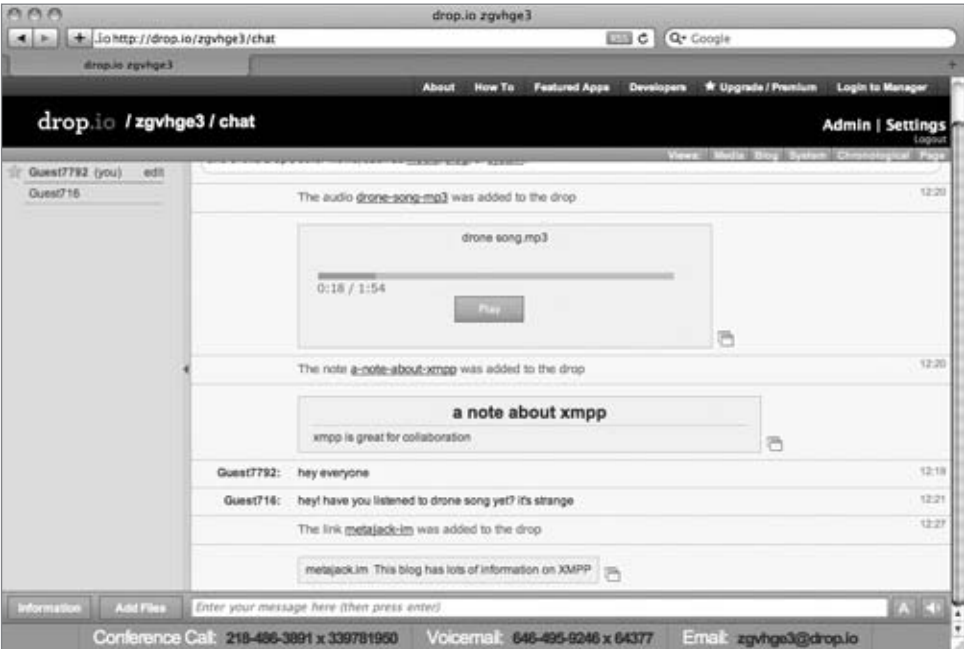 drop.io zgvhge3
.io http://drop.io/zgvhge3/chat
RSS
Google
drop.io zgvhge3
About How To Featured Apps Developers Upgrade / Premium Login to Manager
drop.io / zgvhge3 / chat
Admin | Settings
Logout
Views: Media Blog System Chronological Page
Guest7792 (you) edit
Guest716
The audio drone-song-mp3 was added to the drop 12:20
drone song.mp3
0:18 / 1:54
Play
The note a-note-about-xmpp was added to the drop 12:20
a note about xmpp
xmpp is great for collaboration
Guest7792: hey everyone 12:19
Guest716: hey! have you listened to drone song yet? it's strange 12:21
The link metajack-im was added to the drop 12:27
metajack.im This blog has lots of information on XMPP
Information Add Files Enter your message here (then press enter) A
Conference Call: 218-486-3891 x 339781950 Voicemail: 646-495-9246 x 64377 Email: zgvhge3@drop.io